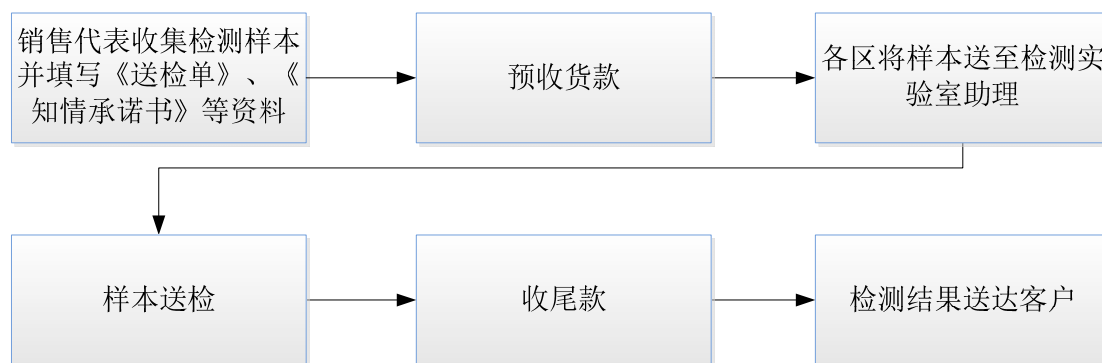 销售代表收集检测样本
并填写《送检单》、《
知情承诺书》等资料
预收货款
各区将样本送至检测实
验室助理
样本送检
收尾款
检测结果送达客户